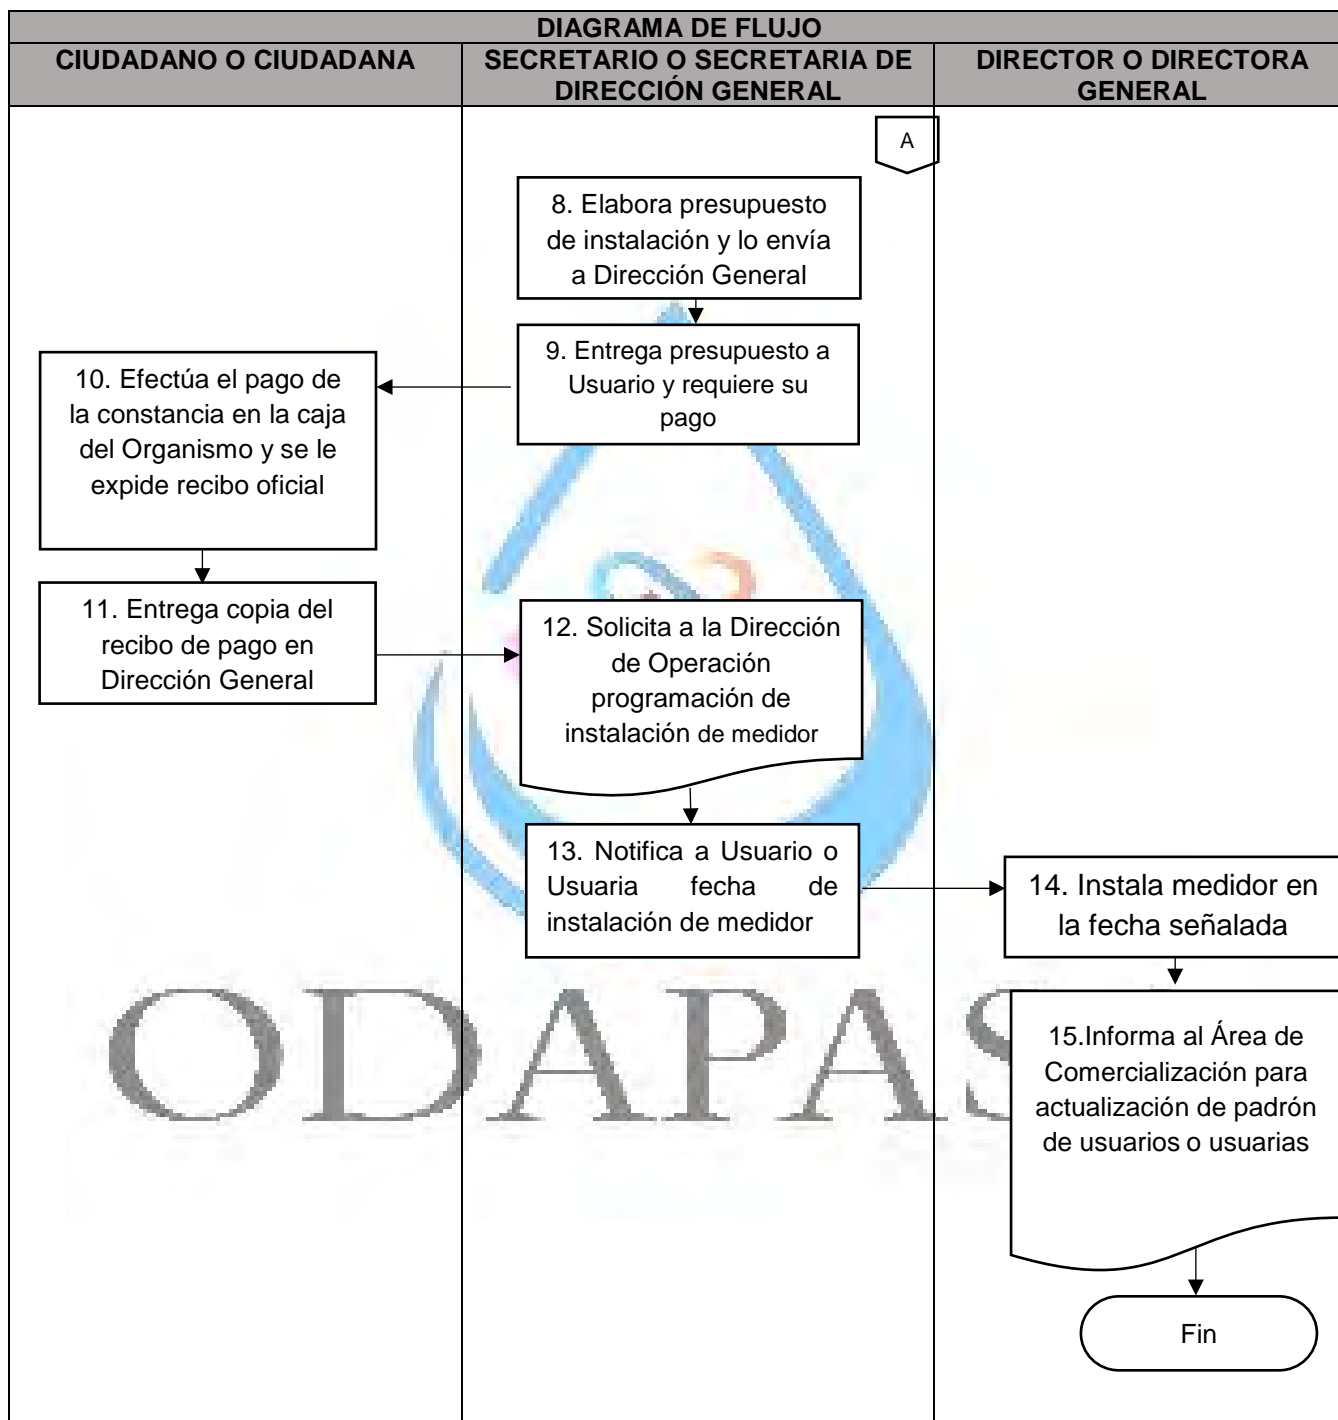 DIAGRAMA DE FLUJO
CIUDADANO O CIUDADANA
SECRETARIO O SECRETARIA DE
DIRECCIÓN GENERAL
DIRECTOR O DIRECTORA
GENERAL
A
8. Elabora presupuesto
de instalación y lo envía
a Dirección General
9. Entrega presupuesto a
Usuario y requiere su
pago
10. Efectúa el pago de
la constancia en la caja
del Organismo y se le
expide recibo oficial
11. Entrega copia del
recibo de pago en
Dirección General
12. Solicita a la Dirección
de Operación
programación de
instalación de medidor
13. Notifica a Usuario o
Usuaria fecha de
instalación de medidor
14. Instala medidor en
la fecha señalada
15.Informa al Área de
Comercialización para
actualización de padrón
de usuarios o usuarias
Fin
ODAPAS